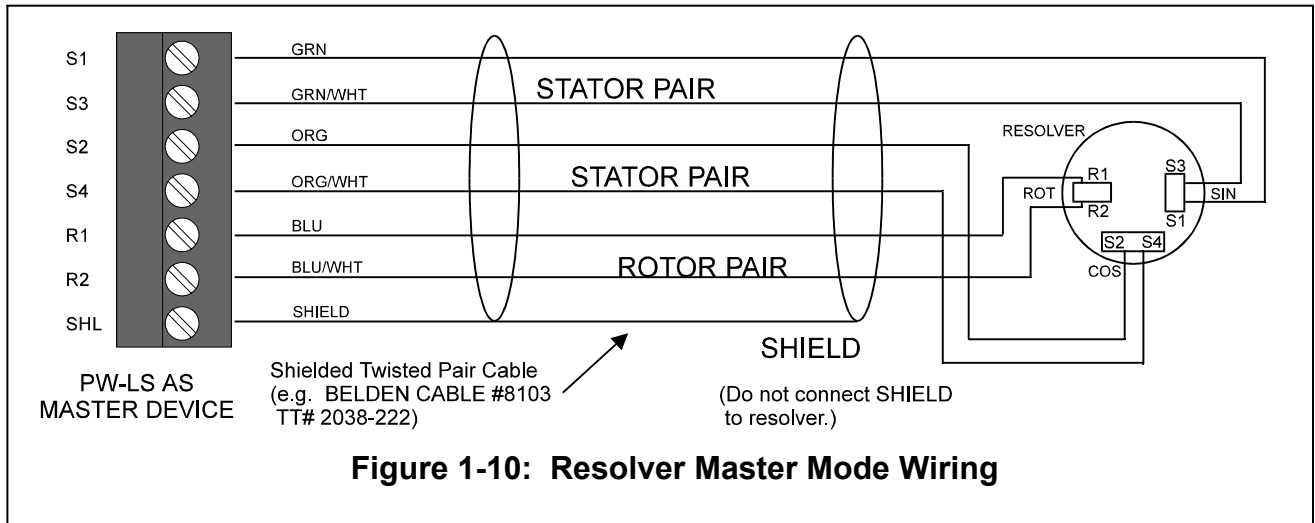 S1
GRN
S3
GRN/WHT
STATOR PAIR
S2
ORG
S4
ORG/WHT
STATOR PAIR
R1
BLU
R2
BLU/WHT
ROTOR PAIR
SHL
SHIELD
RESOLVER
ROT
R1
R2
S3
S1
SIN
S2 S4
COS
PW-LS AS
MASTER DEVICE
Shielded Twisted Pair Cable
(e.g. BELDEN CABLE #8103
TT# 2038-222)
SHIELD
(Do not connect SHIELD
to resolver.)
Figure 1-10: Resolver Master Mode Wiring